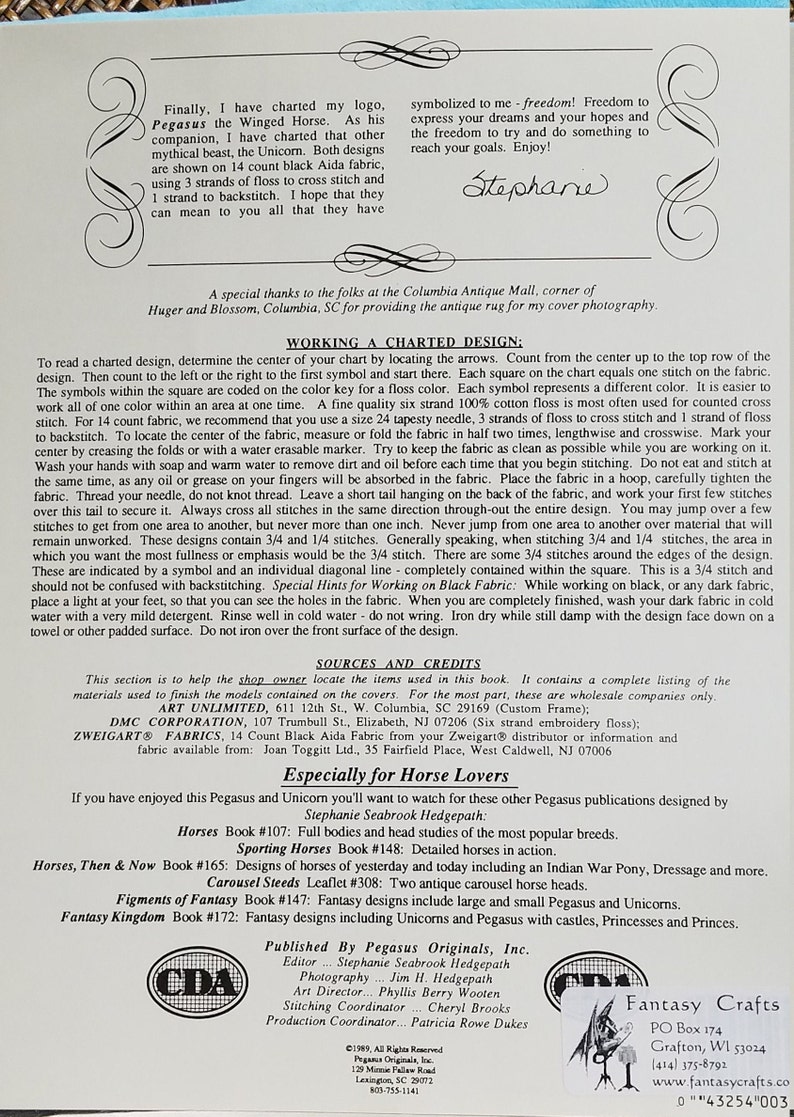 Finally, I have charted my logo,
Pegasus the Winged Horse. As his
companion, I have charted that other
mythical beast, the Unicorn. Both designs
are shown on 14 count black Aida fabric,
using 3 strands of floss to cross stitch and
1 strand to backstitch. I hope that they
can mean to you all that they have
symbolized to me - freedom! Freedom to
express your dreams and your hopes and
the freedom to try and do something to
reach your goals. Enjoy!
Stephanie
A special thanks to the folks at the Columbia Antique Mall, corner of
Huger and Blossom, Columbia, SC for providing the antique rug for my cover photography.
WORKING A CHARTED DESIGN:
To read a charted design, determine the center of your chart by locating the arrows. Count from the center up to the top row of the
design. Then count to the left or the right to the first symbol and start there. Each square on the chart equals one stitch on the fabric.
The symbols within the square are coded on the color key for a floss color. Each symbol represents a different color. It is easier to
work all of one color within an area at one time. A fine quality six strand 100% cotton floss is most often used for counted cross
stitch. For 14 count fabric, we recommend that you use a size 24 tapesty needle, 3 strands of floss to cross stitch and 1 strand of floss
to backstitch. To locate the center of the fabric, measure or fold the fabric in half two times, lengthwise and crosswise. Mark your
center by creasing the folds or with a water erasable marker. Try to keep the fabric as clean as possible while you are working on it.
Wash your hands with soap and warm water to remove dirt and oil before each time that you begin stitching. Do not eat and stitch at
the same time, as any oil or grease on your fingers will be absorbed in the fabric. Place the fabric in a hoop, carefully tighten the
fabric. Thread your needle, do not knot thread. Leave a short tail hanging on the back of the fabric, and work your first few stitches
over this tail to secure it. Always cross all stitches in the same direction through-out the entire design. You may jump over a few
stitches to get from one area to another, but never more than one inch. Never jump from one area to another over material that will
remain unworked. These designs contain 3/4 and 1/4 stitches. Generally speaking, when stitching 3/4 and 1/4 stitches, the area in
which you want the most fullness or emphasis would be the 3/4 stitch. There are some 3/4 stitches around the edges of the design.
These are indicated by a symbol and an individual diagonal line - completely contained within the square. This is a 3/4 stitch and
should not be confused with backstitching. Special Hints for Working on Black Fabric: While working on black, or any dark fabric,
place a light at your feet, so that you can see the holes in the fabric. When you are completely finished, wash your dark fabric in cold
water with a very mild detergent. Rinse well in cold water - do not wring. Iron dry while still damp with the design face down on a
towel or other padded surface. Do not iron over the front surface of the design.
SOURCES AND CREDITS
This section is to help the shop owner locate the items used in this book. It contains a complete listing of the
materials used to finish the models contained on the covers. For the most part, these are wholesale companies only.
ART UNLIMITED, 611 12th St., W. Columbia, SC 29169 (Custom Frame);
DMC CORPORATION, 107 Trumbull St., Elizabeth, NJ 07206 (Six strand embroidery floss);
ZWEIGART® FABRICS, 14 Count Black Aida Fabric from your Zweigart® distributor or information and
fabric available from: Joan Toggitt Ltd., 35 Fairfield Place, West Caldwell, NJ 07006
Especially for Horse Lovers
If you have enjoyed this Pegasus and Unicorn you'll want to watch for these other Pegasus publications designed by
Stephanie Seabrook Hedgepath:
Horses Book #107: Full bodies and head studies of the most popular breeds.
Sporting Horses Book #148: Detailed horses in action.
Horses, Then & Now Book #165: Designs of horses of yesterday and today including an Indian War Pony, Dressage and more.
Carousel Steeds Leaflet #308: Two antique carousel horse heads.
Figments of Fantasy Book #147: Fantasy designs include large and small Pegasus and Unicorns.
Fantasy Kingdom Book #172: Fantasy designs including Unicorns and Pegasus with castles, Princesses and Princes.
Published By Pegasus Originals, Inc.
Editor ... Stephanie Seabrook Hedgepath
Photography ... Jim H. Hedgepath
Art Director... Phyllis Berry Wooten
Stitching Coordinator ... Cheryl Brooks
Production Coordinator... Patricia Rowe Dukes
CDA
CDA
©1989, All Rights Reserved
Pegasus Originals, Inc.
129 Minnie Fallaw Road
Lexington, SC 29072
803-755-1141
Fantasy Crafts
PO Box 174
Grafton, WI 53024
(414) 375-8792
www.fantasycrafts.co
0 "43254"003